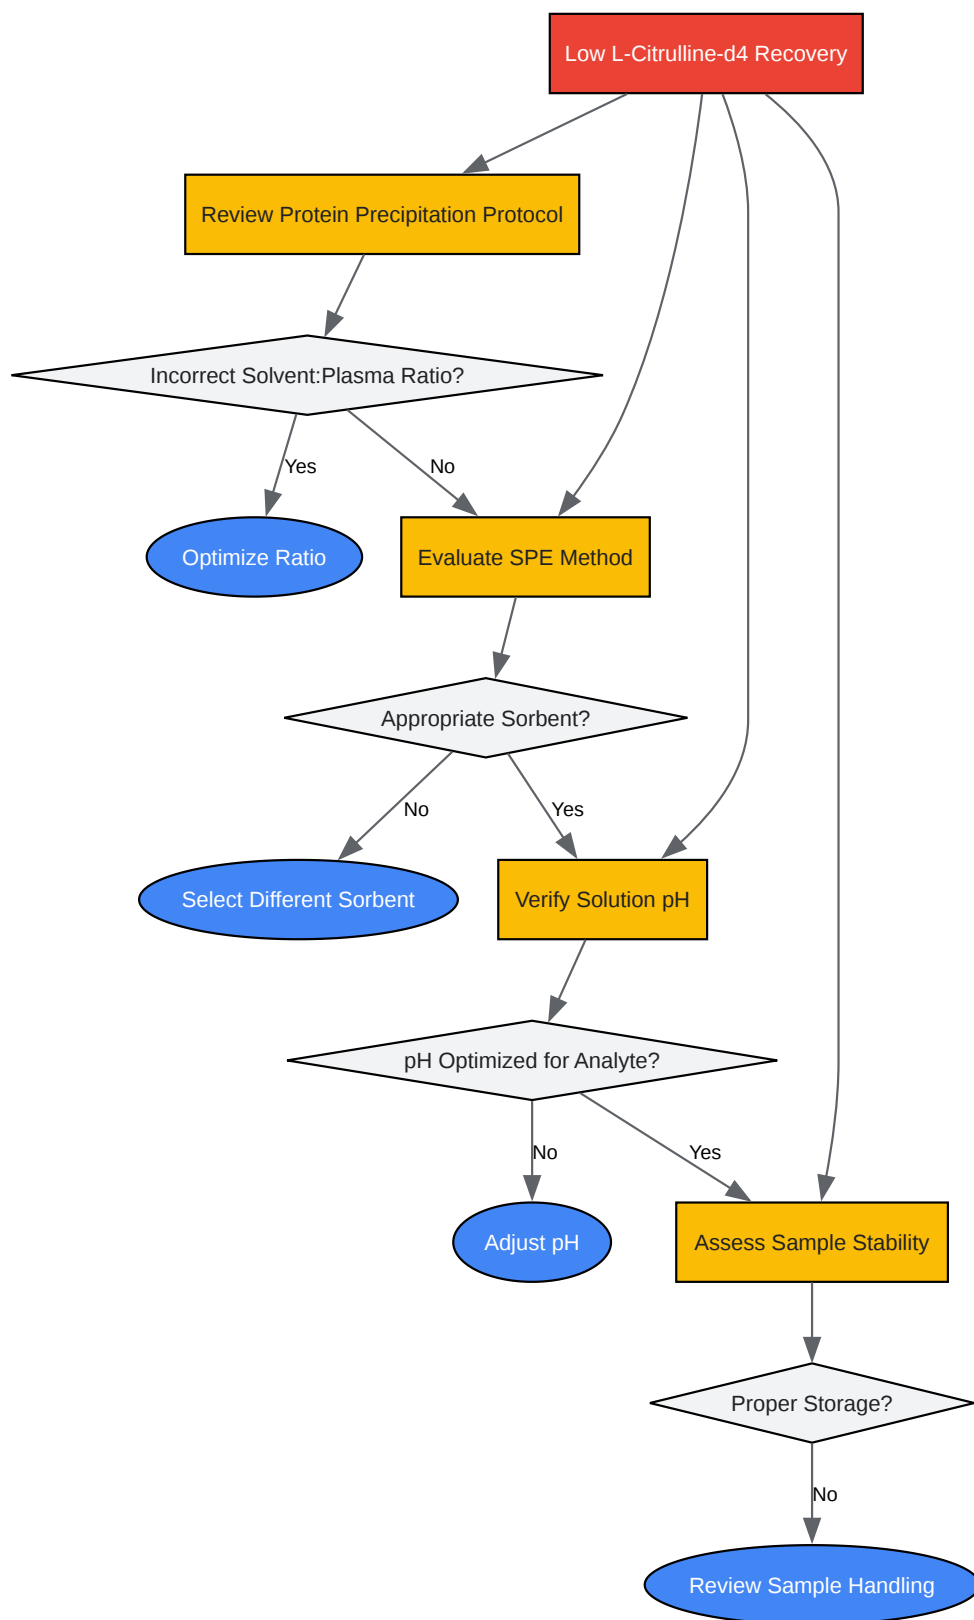 Low L-Citrulline-d4 Recovery
Review Protein Precipitation Protocol
Incorrect Solvent:Plasma Ratio?
Yes
No
Optimize Ratio
Evaluate SPE Method
Appropriate Sorbent?
No
Yes
Select Different Sorbent
Verify Solution pH
pH Optimized for Analyte?
No
Yes
Adjust pH
Assess Sample Stability
Proper Storage?
No
Review Sample Handling